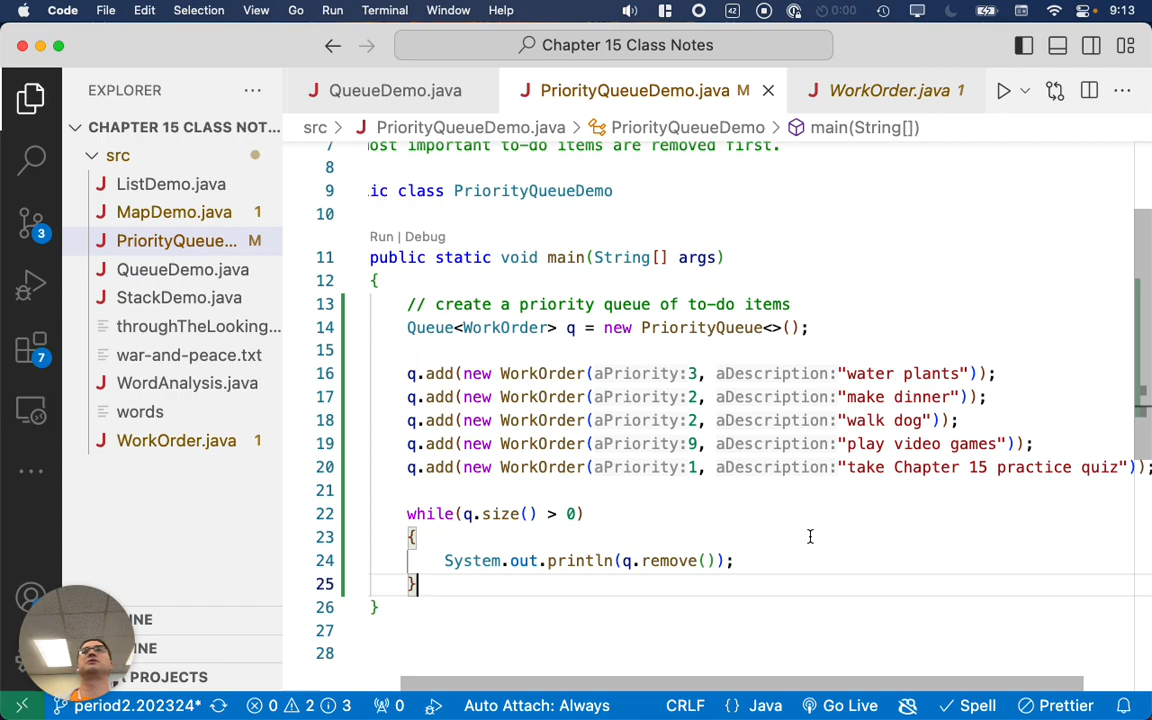 Code File Edit Selection View Go Run Terminal Window Help 42 0:00 9:13
Chapter 15 Class Notes
EXPLORER
QueueDemo.java
PriorityQueueDemo.java M
WorkOrder.java 1
src > PriorityQueueDemo.java > PriorityQueueDemo > main(String[])
CHAPTER 15 CLASS NOT...
src
ListDemo.java
MapDemo.java 1
PriorityQueue... M
QueueDemo.java
StackDemo.java
throughTheLooking...
war-and-peace.txt
WordAnalysis.java
words
WorkOrder.java 1
3
7
INE
INE
PROJECTS
7 ost important to-do items are removed first.
8
9 ic class PriorityQueueDemo
10
Run | Debug
11 public static void main(String[] args)
12 {
13 // create a priority queue of to-do items
14 Queue<WorkOrder> q = new PriorityQueue<>();
15
16 q.add(new WorkOrder(aPriority:3, aDescription:"water plants"));
17 q.add(new WorkOrder(aPriority:2, aDescription:"make dinner"));
18 q.add(new WorkOrder(aPriority:2, aDescription:"walk dog"));
19 q.add(new WorkOrder(aPriority:9, aDescription:"play video games"));
20 q.add(new WorkOrder(aPriority:1, aDescription:"take Chapter 15 practice quiz"));
21
22 while(q.size() > 0)
23 {
24 System.out.println(q.remove());
25 }
26 }
27
28
period2.202324* 0 2 3 0 Auto Attach: Always CRLF {} Java Go Live Spell Prettier